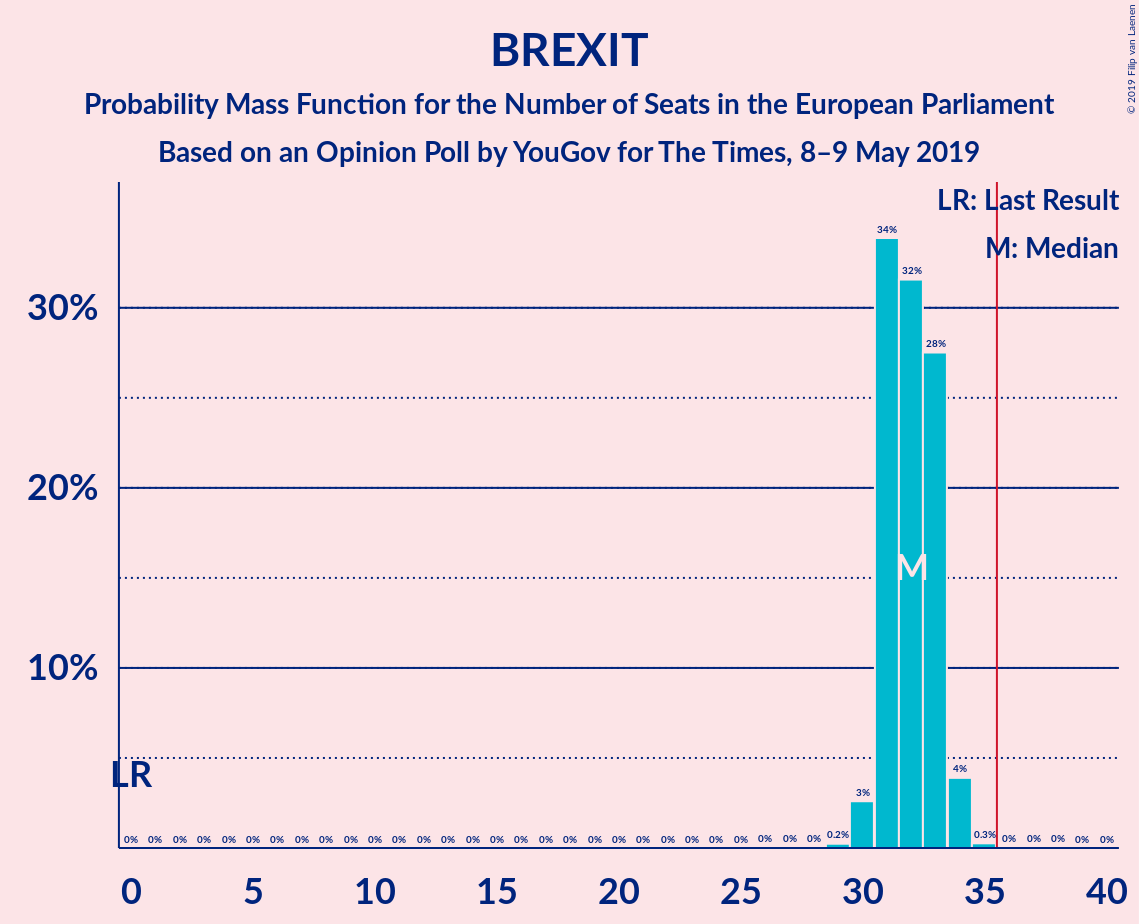 BREXIT
Probability Mass Function for the Number of Seats in the European Parliament
Based on an Opinion Poll by YouGov for The Times, 8–9 May 2019
© 2019 Filip van Laenen
LR: Last Result
M: Median
34%
32%
30%
28%
20%
M
10%
LR
4%
3%
0% 0% 0% 0% 0% 0% 0% 0% 0% 0% 0% 0% 0% 0% 0% 0% 0% 0% 0% 0% 0% 0% 0% 0% 0% 0% 0% 0% 0% 0.2% 0.3% 0% 0% 0% 0% 0%
0 5 10 15 20 25 30 35 40